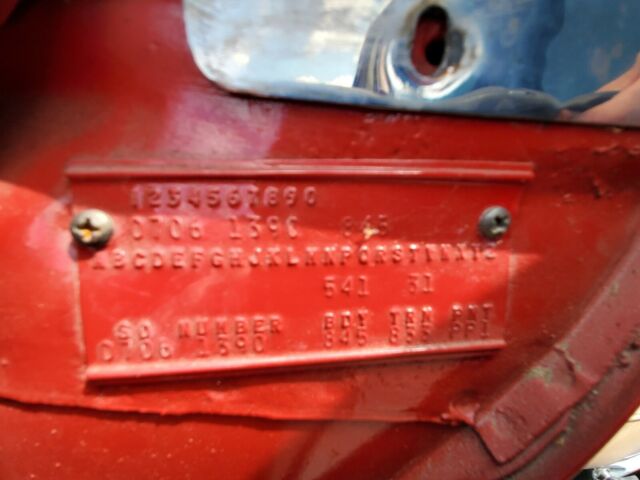 1234567890
0706 1390 845
ABCDEFGHJKLMNPQRSTVWXYZ
541 31
SO NUMBER BDY TRM PNT
0706 1390 845 855 PP1